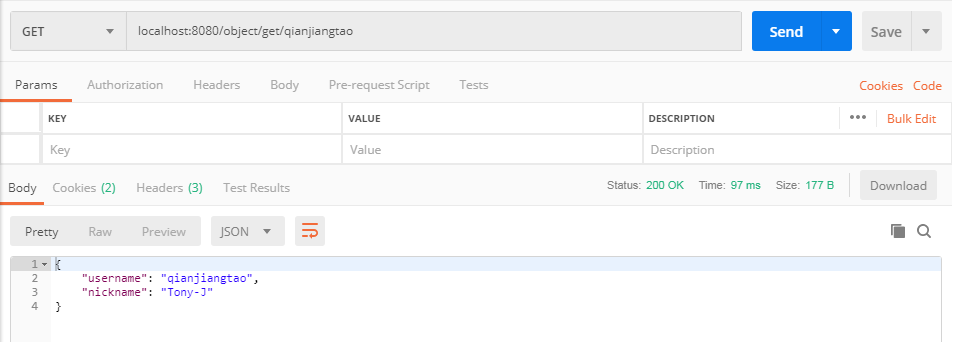 GET localhost:8080/object/get/qianjiangtao Send Save
Params Authorization Headers Body Pre-request Script Tests Cookies Code
KEY VALUE DESCRIPTION ••• Bulk Edit
Key Value Description
Body Cookies (2) Headers (3) Test Results Status: 200 OK Time: 97 ms Size: 177 B Download
Pretty Raw Preview JSON
1 {
2 "username": "qianjiangtao",
3 "nickname": "Tony-J"
4 }